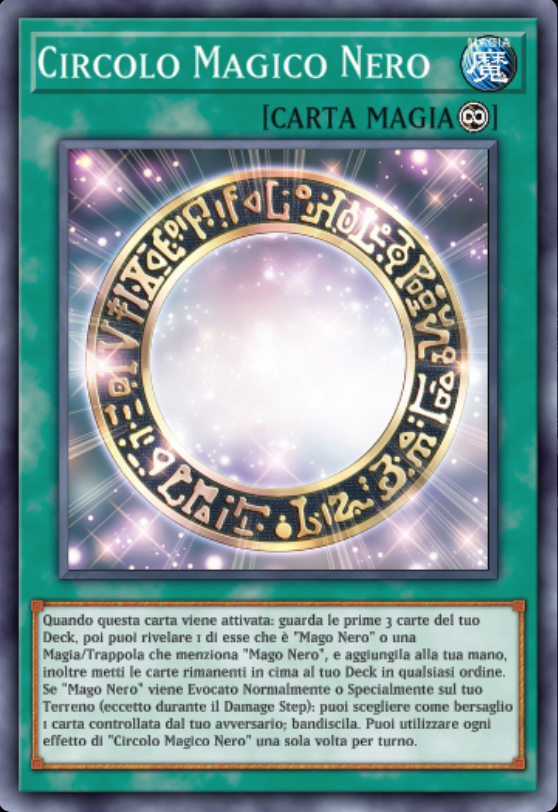 Circolo Magico Nero
MAGIA
魔
[CARTA MAGIA]
Quando questa carta viene attivata: guarda le prime 3 carte del tuo
Deck, poi puoi rivelare 1 di esse che è "Mago Nero" o una
Magia/Trappola che menziona "Mago Nero", e aggiungila alla tua mano,
inoltre metti le carte rimanenti in cima al tuo Deck in qualsiasi ordine.
Se "Mago Nero" viene Evocato Normalmente o Specialmente sul tuo
Terreno (eccetto durante il Damage Step): puoi scegliere come bersaglio
1 carta controllata dal tuo avversario; bandiscila. Puoi utilizzare ogni
effetto di "Circolo Magico Nero" una sola volta per turno.